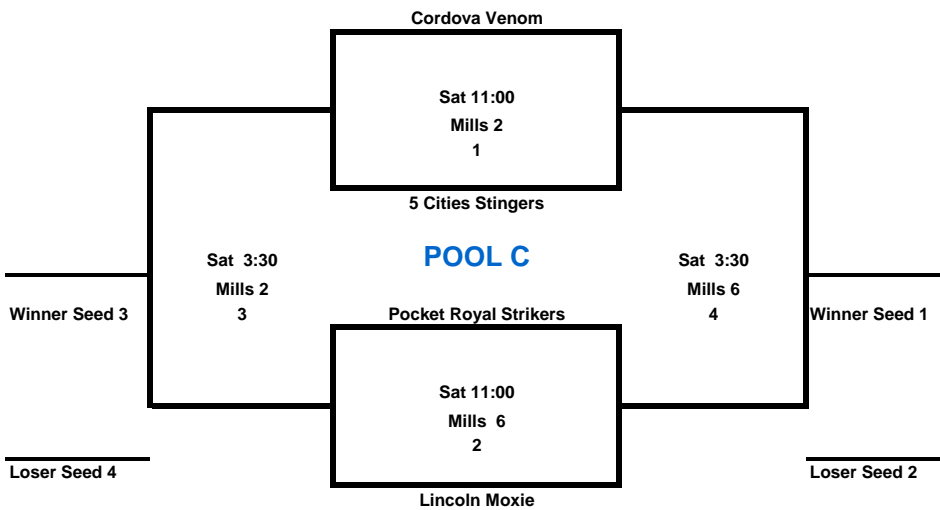 Cordova Venom
Sat 11:00
Mills 2
1
5 Cities Stingers
POOL C
Sat 3:30
Mills 2
3
Sat 3:30
Mills 6
4
Winner Seed 3
Pocket Royal Strikers
Winner Seed 1
Sat 11:00
Mills 6
2
Loser Seed 4
Loser Seed 2
Lincoln Moxie